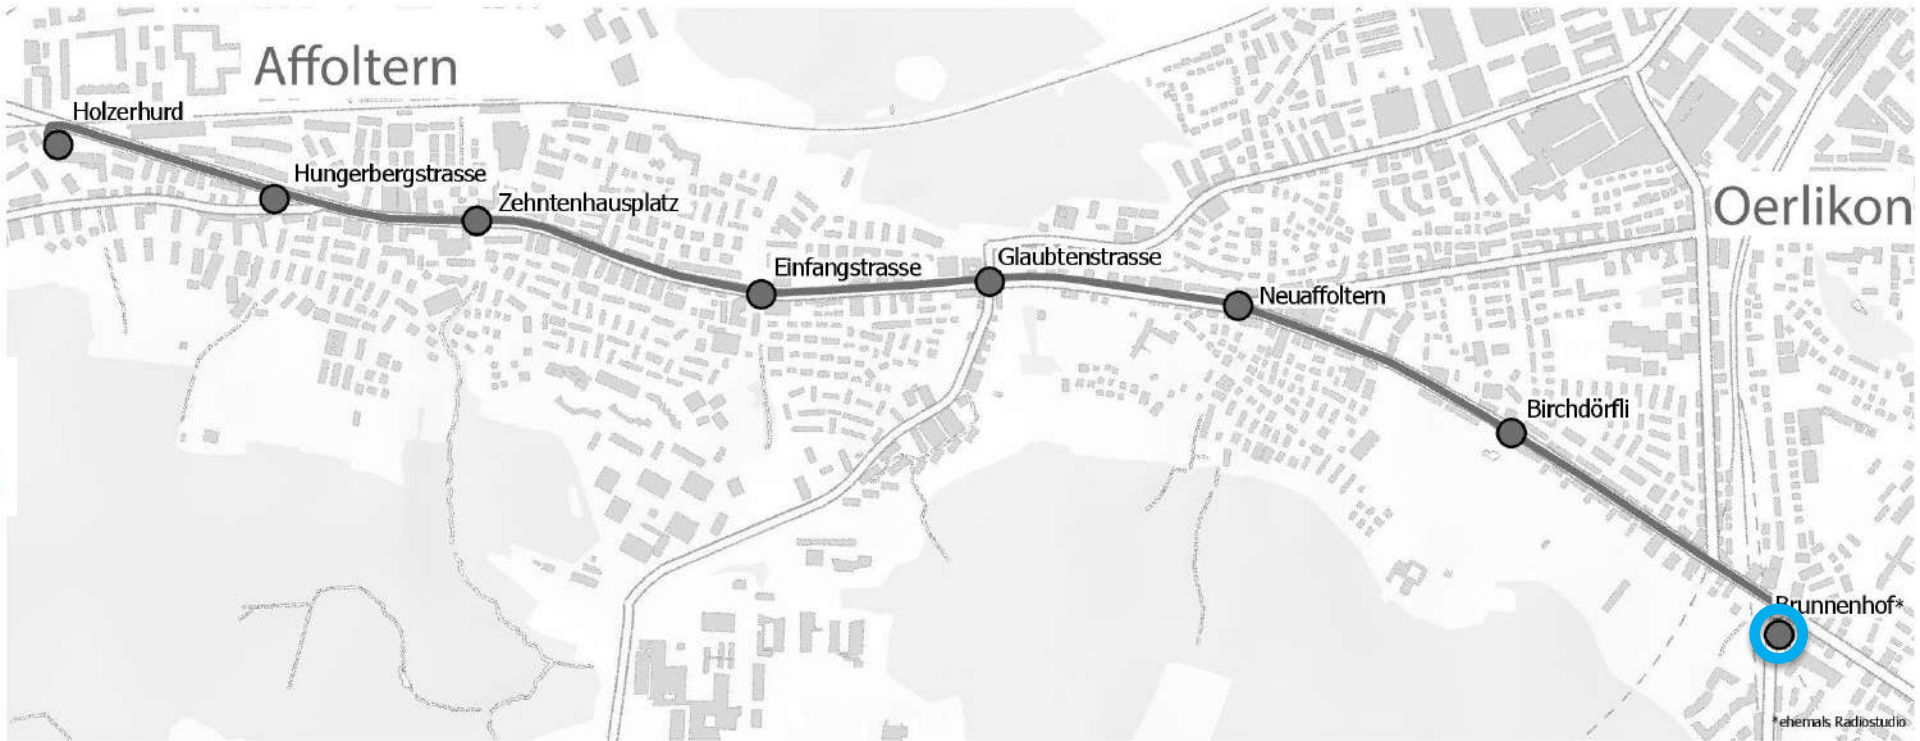 Affoltern
Holzerhurd
Hungerbergstrasse
Zehntenhausplatz
Oerlikon
Einfangstrasse
Glaubtenstrasse
Neuaffoltern
Birchdörfli
Brunnenhof*
*ehemals Radiostudio